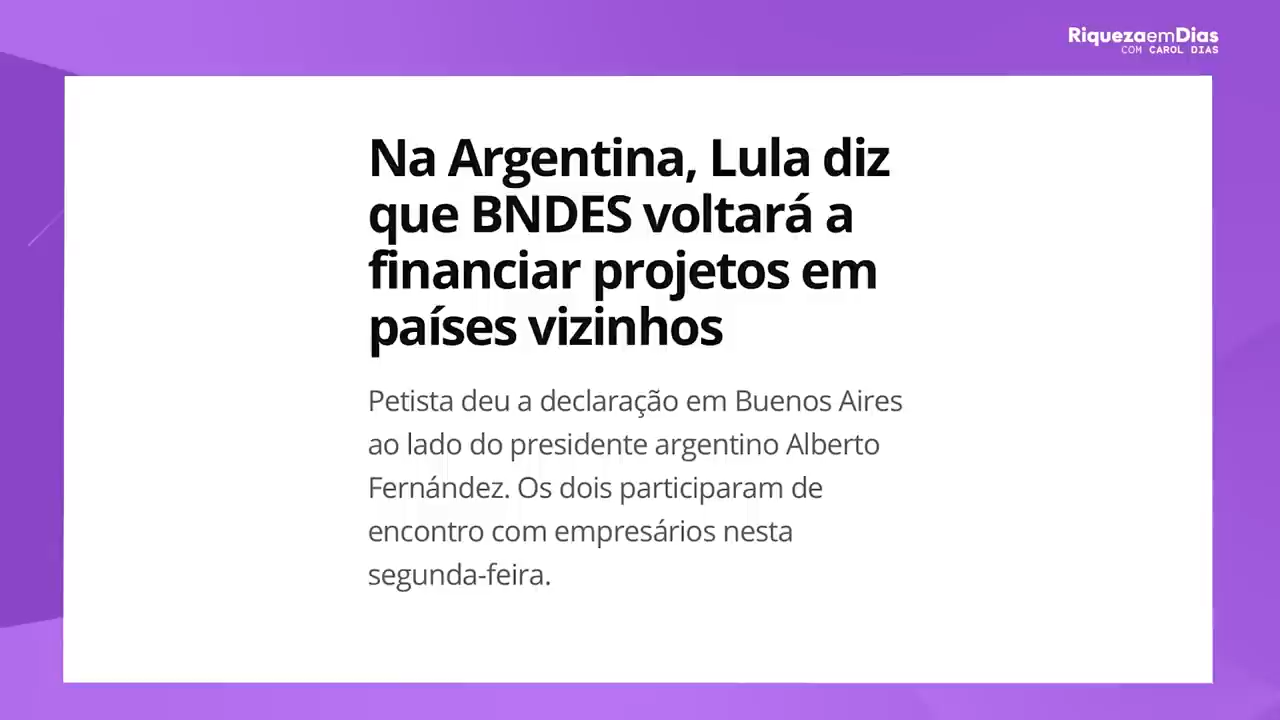 RiquezaemDias
COM CAROL DIAS
Na Argentina, Lula diz
que BNDES voltará a
financiar projetos em
países vizinhos
Petista deu a declaração em Buenos Aires
ao lado do presidente argentino Alberto
Fernández. Os dois participaram de
encontro com empresários nesta
segunda-feira.